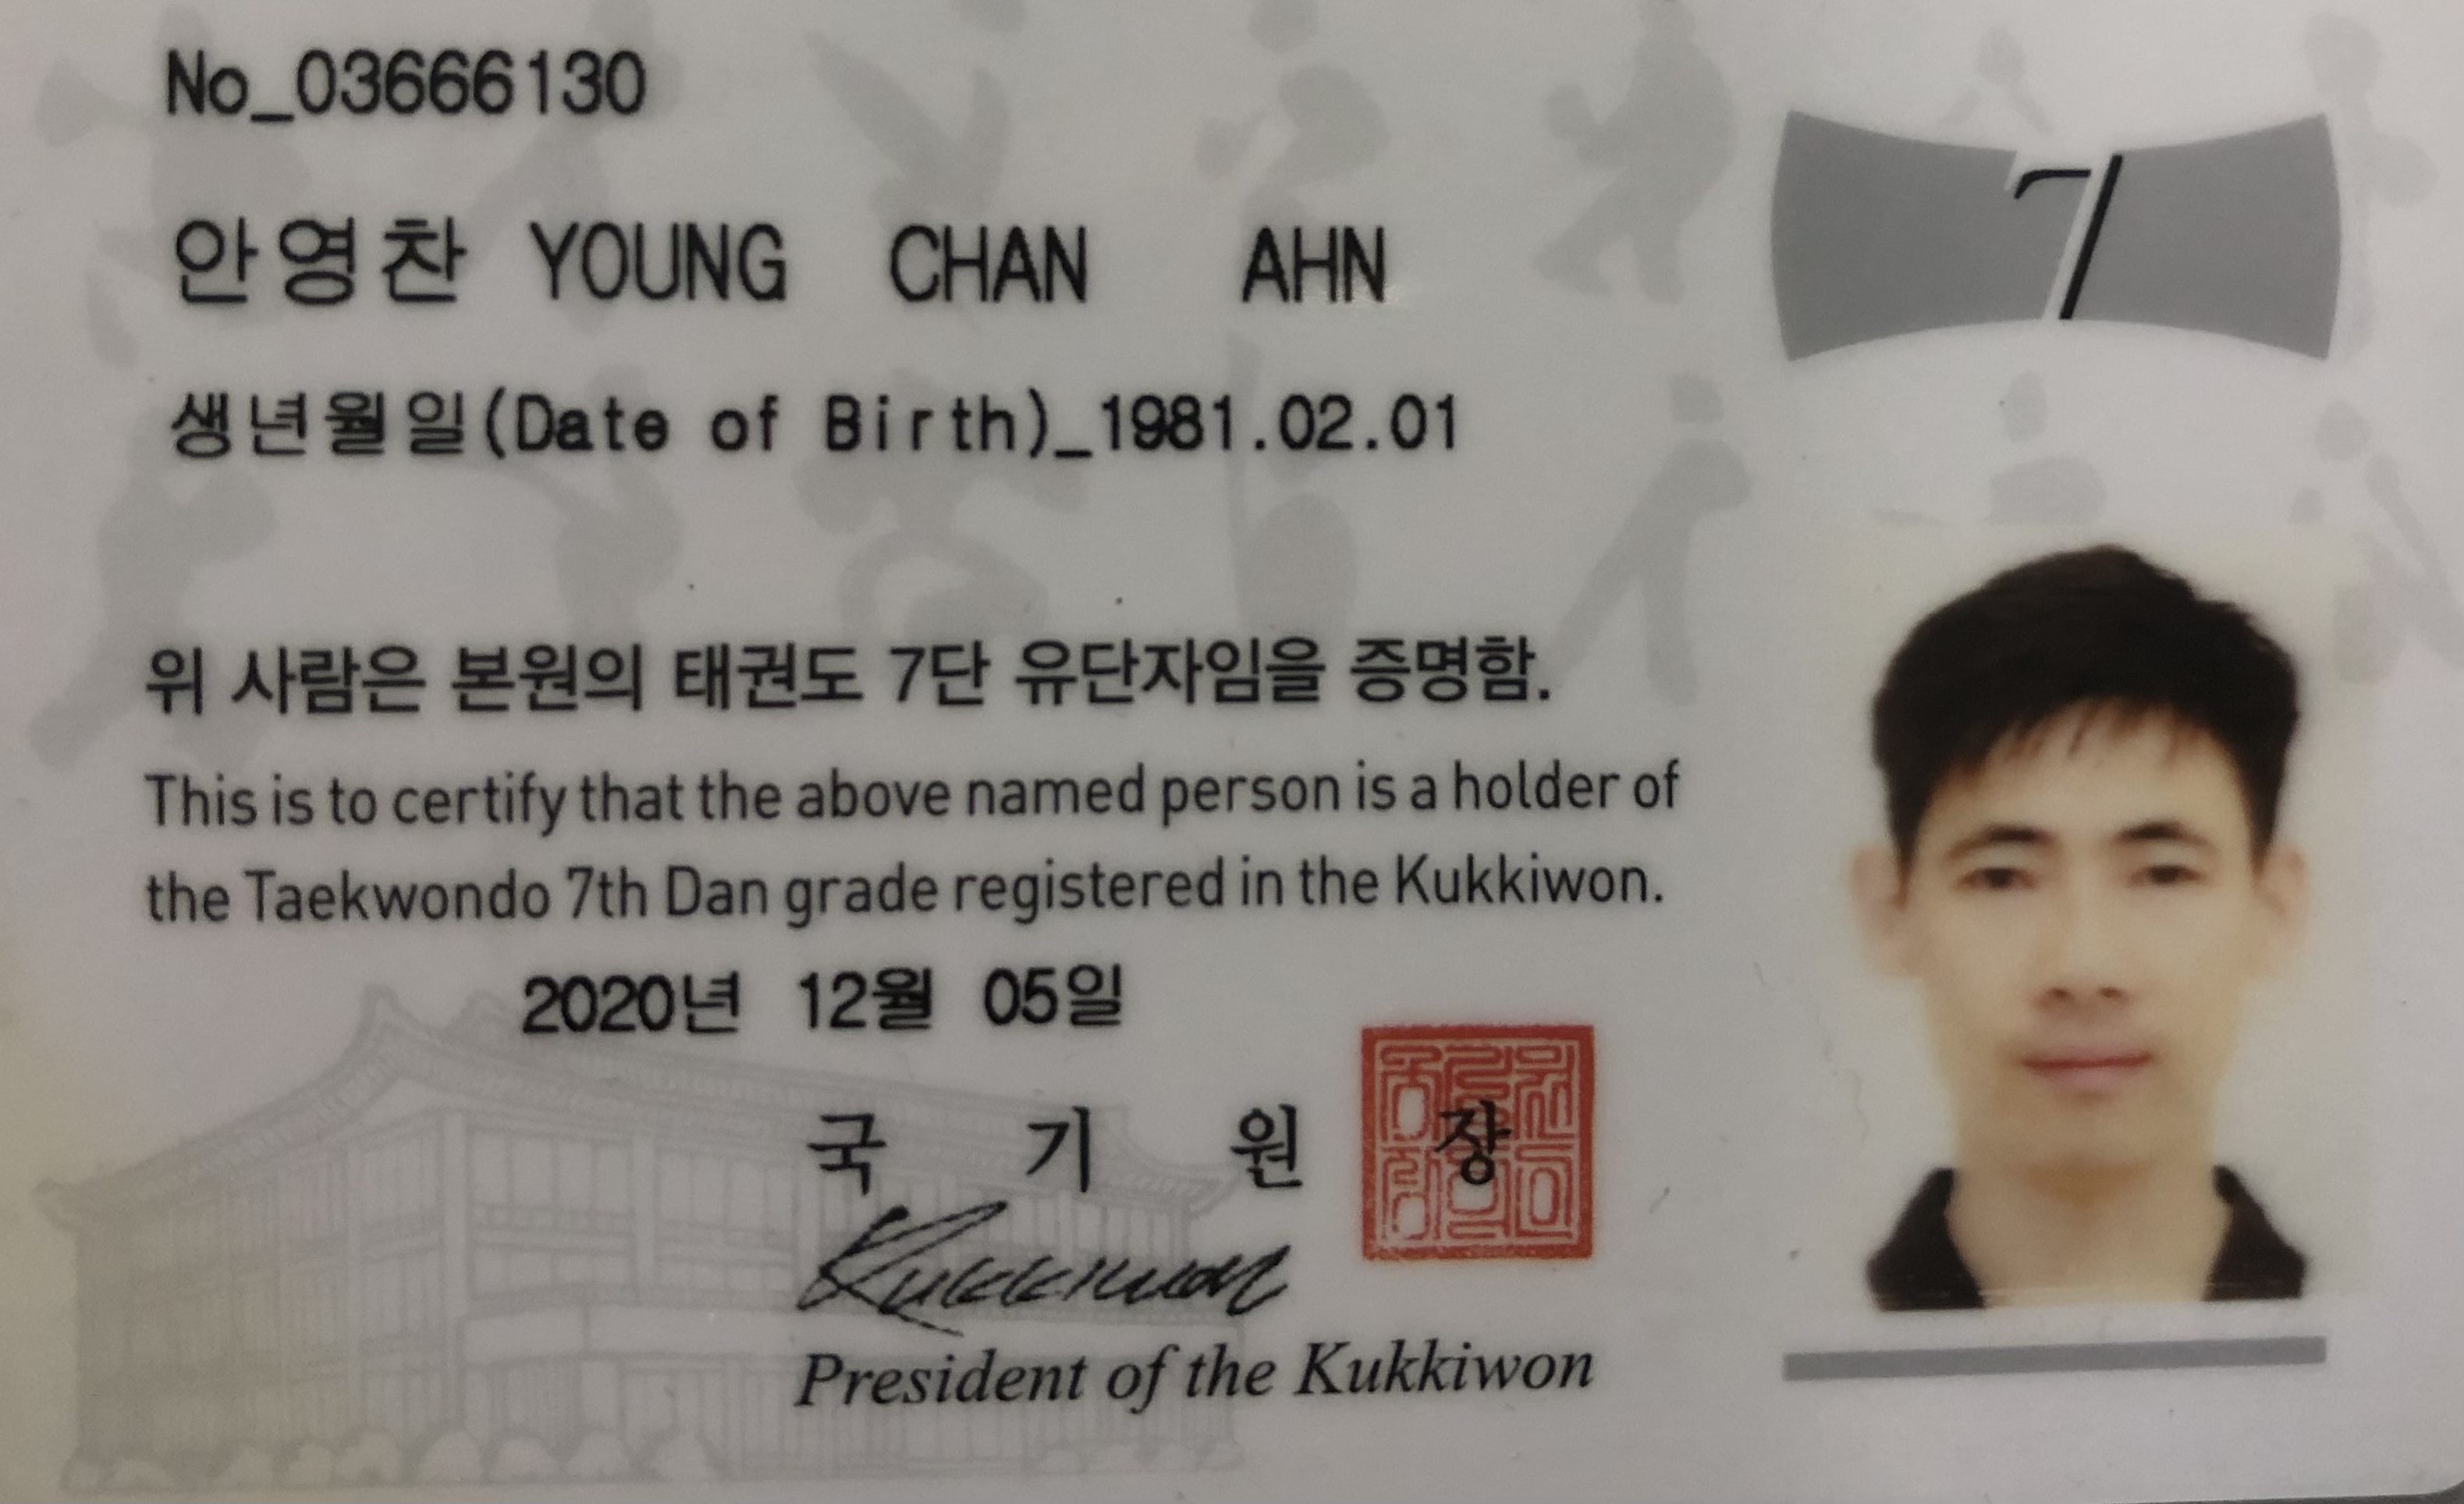 No_03666130
7
안영찬 YOUNG CHAN AHN
생년월일(Date of Birth)_1981.02.01
위 사람은 본원의 태권도 7단 유단자임을 증명함.
This is to certify that the above named person is a holder of
the Taekwondo 7th Dan grade registered in the Kukkiwon.
2020년 12월 05일
국 기 원 장
Kukkiwon
President of the Kukkiwon